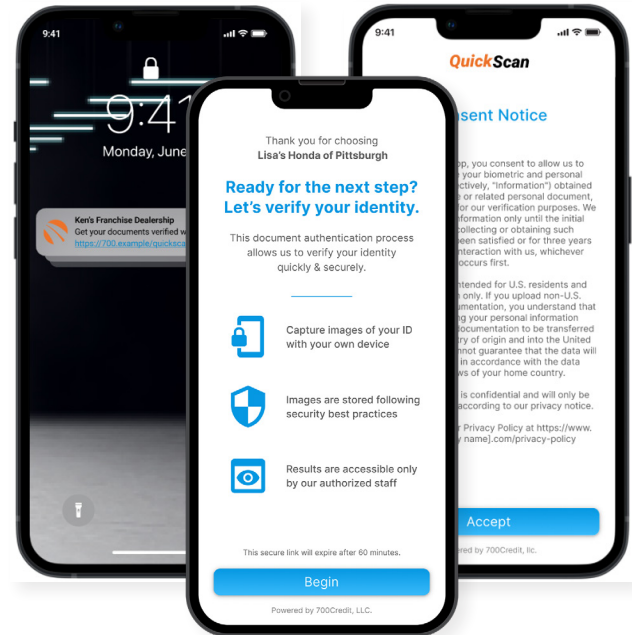 9:41
9:41
Monday, June
Ken's Franchise Dealership
Get your documents verified w
https://700.example/quicksca
Thank you for choosing
Lisa's Honda of Pittsburgh
Ready for the next step?
Let's verify your identity.
This document authentication process
allows us to verify your identity
quickly & securely.
Capture images of your ID
with your own device
Images are stored following
security best practices
Results are accessible only
by our authorized staff
This secure link will expire after 60 minutes.
Begin
Powered by 700Credit, LLC.
9:41
QuickScan
sent Notice
op, you consent to allow us to
your biometric and personal
ectively, "Information") obtained
e or related personal document,
for our verification purposes. We
nformation only until the initial
collecting or obtaining such
een satisfied or for three years
nteraction with us, whichever
occurs first.
ntended for U.S. residents and
n only. If you upload non-U.S.
umentation, you understand that
ng your personal information
documentation to be transferred
try of origin and into the United
nnot guarantee that the data will
in accordance with the data
ws of your home country.
is confidential and will only be
according to our privacy notice.
r Privacy Policy at https://www.
y name].com/privacy-policy
Accept
ered by 700Credit, llc.